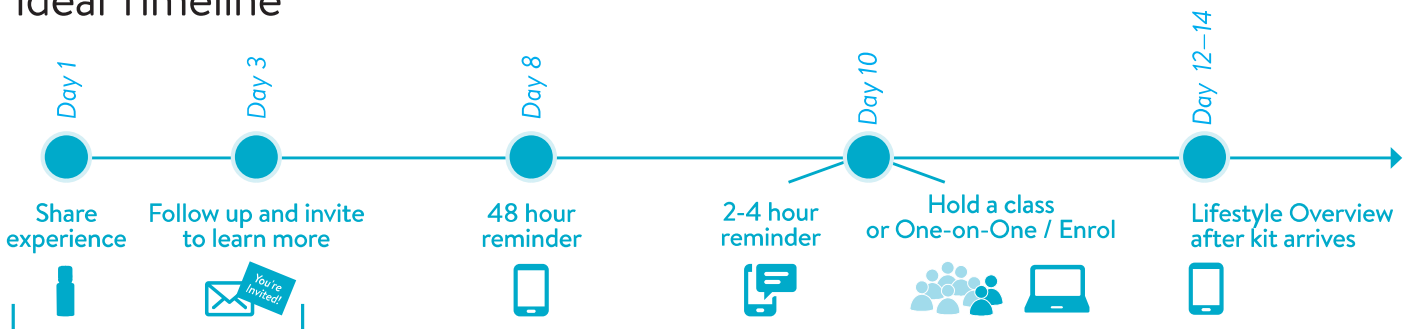 Ideal Timeline
Day 1
Day 3
Day 8
Day 10
Day 12–14
Share
experience
Follow up and invite
to learn more
48 hour
reminder
2-4 hour
reminder
Hold a class
or One-on-One / Enrol
Lifestyle Overview
after kit arrives
You're
Invited!